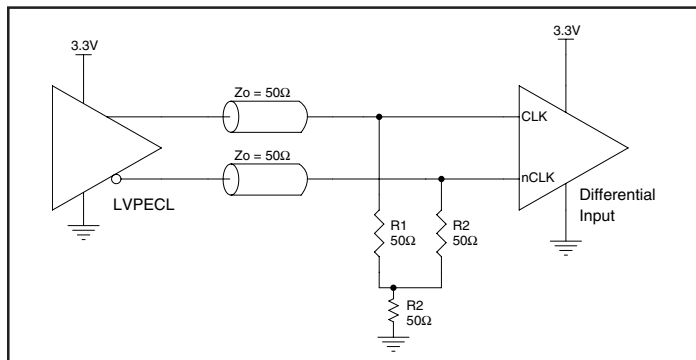 3.3V
3.3V
Zo = 50Ω
CLK
Zo = 50Ω
nCLK
LVPECL
Differential
Input
R1
50Ω
R2
50Ω
R2
50Ω